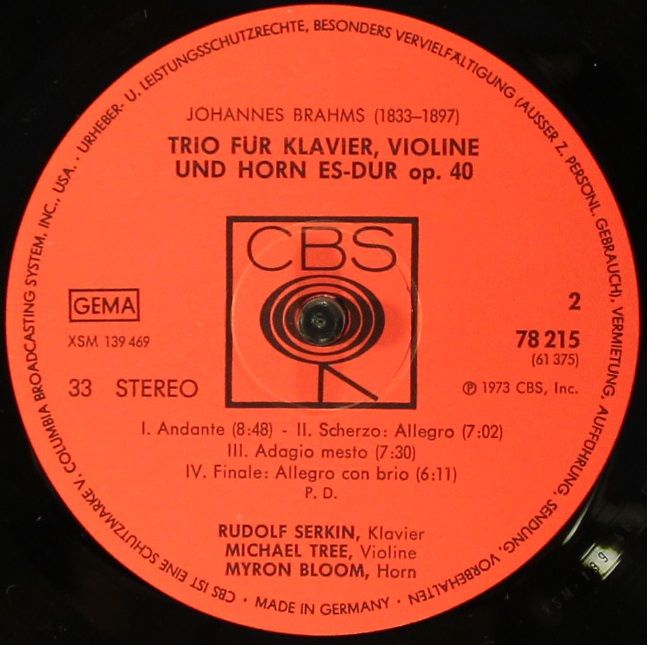 URHEBER- U. LEISTUNGSSCHUTZRECHTE, BESONDERS VERVIELFÄLTIGUNG (AUSSER Z. PERSÖNL. GEBRAUCH), VERMIETUNG, AUFFÜHRUNG, SENDUNG, VORBEHALTEN · MADE IN GERMANY · CBS IST EINE SCHUTZMARKE V. COLUMBIA BROADCASTING SYSTEM, INC., USA. ·
JOHANNES BRAHMS (1833–1897)
TRIO FÜR KLAVIER, VIOLINE
UND HORN ES-DUR op. 40
CBS
GEMA
XSM 139 469
33 STEREO
2
78 215
(61 375)
℗ 1973 CBS, Inc.
I. Andante (8:48) - II. Scherzo: Allegro (7:02)
III. Adagio mesto (7:30)
IV. Finale: Allegro con brio (6:11)
P. D.
RUDOLF SERKIN, Klavier
MICHAEL TREE, Violine
MYRON BLOOM, Horn